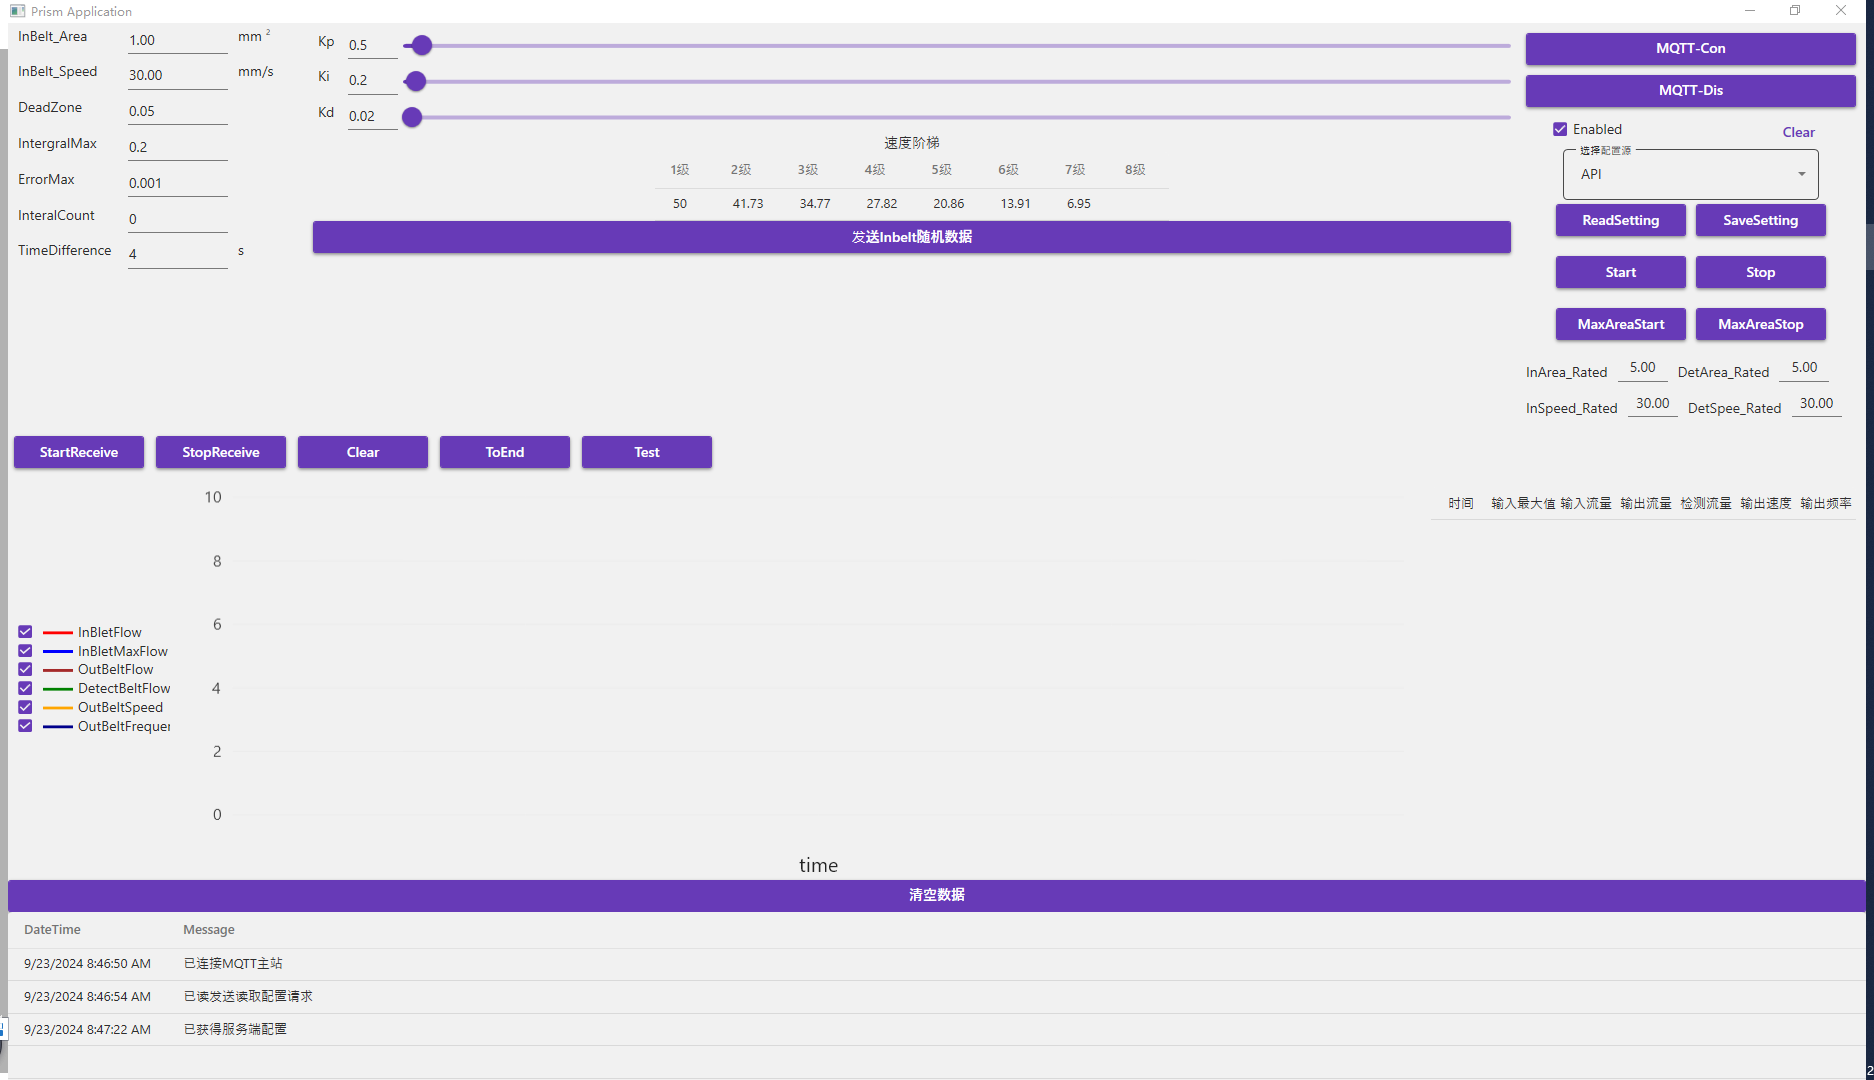 Prism Application
InBelt_Area 1.00 mm 2
InBelt_Speed 30.00 mm/s
DeadZone 0.05
IntergralMax 0.2
ErrorMax 0.001
InteralCount 0
TimeDifference 4 s
Kp 0.5
Ki 0.2
Kd 0.02
速度阶梯
1级 2级 3级 4级 5级 6级 7级 8级
50 41.73 34.77 27.82 20.86 13.91 6.95
发送Inbelt随机数据
MQTT-Con
MQTT-Dis
Enabled Clear
选择配置源
API
ReadSetting SaveSetting
Start Stop
MaxAreaStart MaxAreaStop
InArea_Rated 5.00 DetArea_Rated 5.00
InSpeed_Rated 30.00 DetSpee_Rated 30.00
StartReceive StopReceive Clear ToEnd Test
InBletFlow
InBletMaxFlow
OutBeltFlow
DetectBeltFlow
OutBeltSpeed
OutBeltFrequer
10
8
6
4
2
0
time
时间 输入最大值 输入流量 输出流量 检测流量 输出速度 输出频率
清空数据
DateTime Message
9/23/2024 8:46:50 AM 已连接MQTT主站
9/23/2024 8:46:54 AM 已读发送读取配置请求
9/23/2024 8:47:22 AM 已获得服务端配置
2